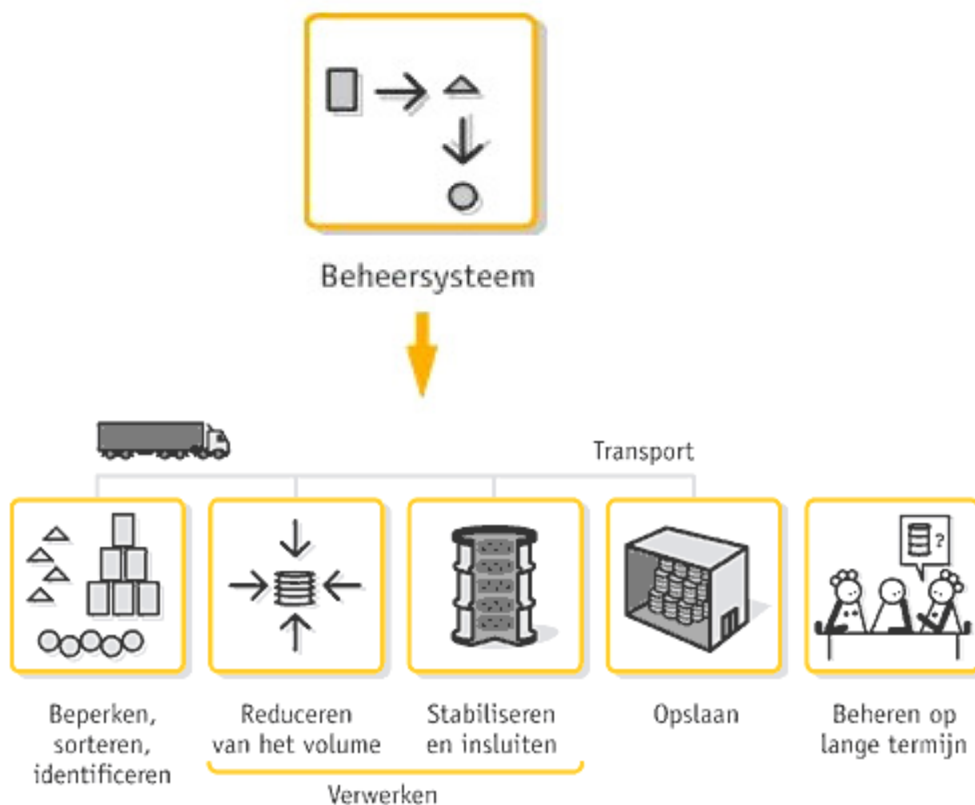 Beheersysteem
Transport
?
Beperken,
sorteren,
identificeren
Reduceren
van het volume
Stabiliseren
en insluiten
Opslaan
Beheren op
lange termijn
Verwerken